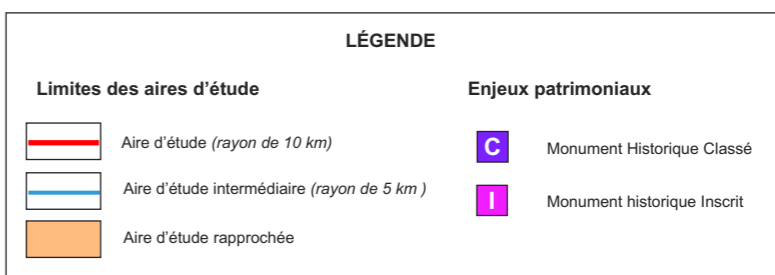 LÉGENDE
Limites des aires d'étude
Aire d'étude (rayon de 10 km)
Aire d'étude intermédiaire (rayon de 5 km )
Aire d'étude rapprochée
Enjeux patrimoniaux
C Monument Historique Classé
I Monument historique Inscrit